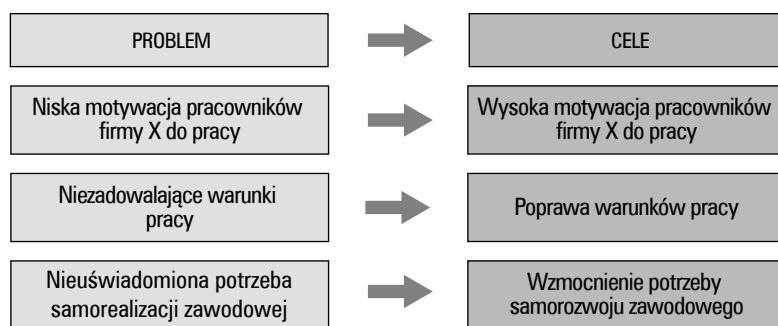 PROBLEM
CELE
Niska motywacja pracowników
firmy X do pracy
Wysoka motywacja pracowników
firmy X do pracy
Niezadowalające warunki
pracy
Poprawa warunków pracy
Nieuświadomiona potrzeba
samorealizacji zawodowej
Wzmocnienie potrzeby
samorozwoju zawodowego